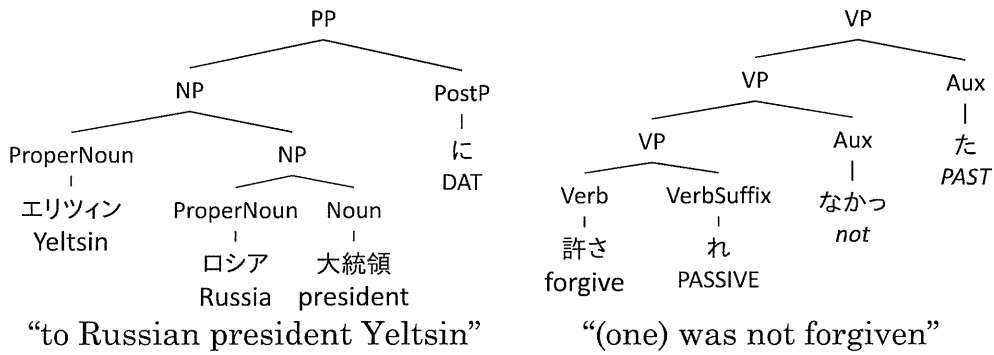 PP
NP
PostP
に
DAT
ProperNoun
エリツィン
Yeltsin
NP
ProperNoun
ロシア
Russia
Noun
大統領
president
“to Russian president Yeltsin”
VP
VP
Aux
た
PAST
VP
Aux
なかっ
not
Verb
許さ
forgive
VerbSuffix
れ
PASSIVE
“(one) was not forgiven”